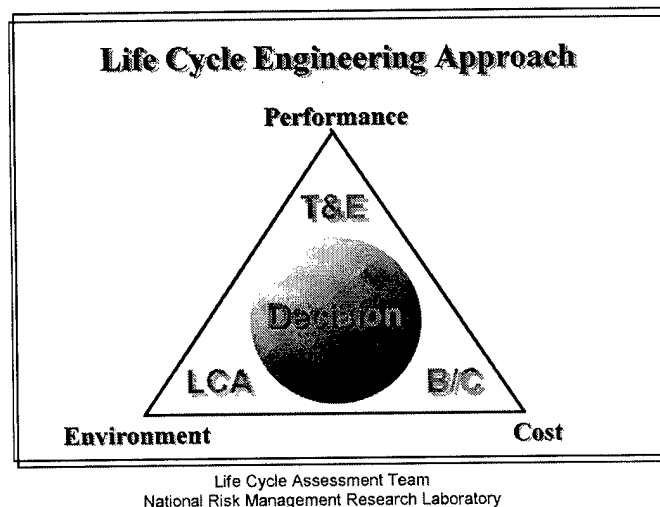 Life Cycle Engineering Approach
Performance
T&E
Decision
LCA
B/C
Environment
Cost
Life Cycle Assessment Team
National Risk Management Research Laboratory